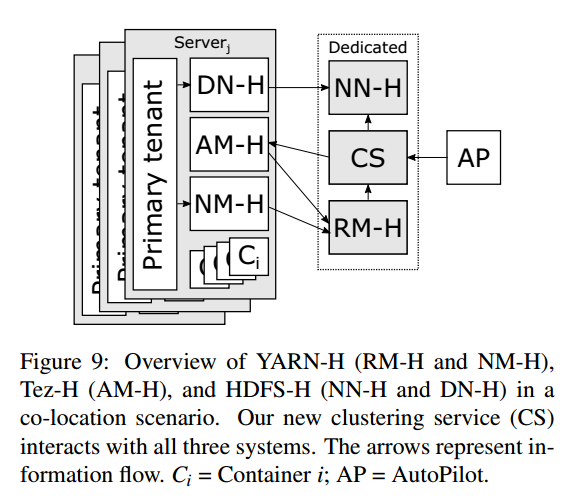 Server_j
Dedicated
Primary tenant
DN-H
NN-H
AM-H
CS
AP
NM-H
RM-H
C_i
Figure 9: Overview of YARN-H (RM-H and NM-H),
Tez-H (AM-H), and HDFS-H (NN-H and DN-H) in a
co-location scenario. Our new clustering service (CS)
interacts with all three systems. The arrows represent in-
formation flow. C_i = Container i; AP = AutoPilot.